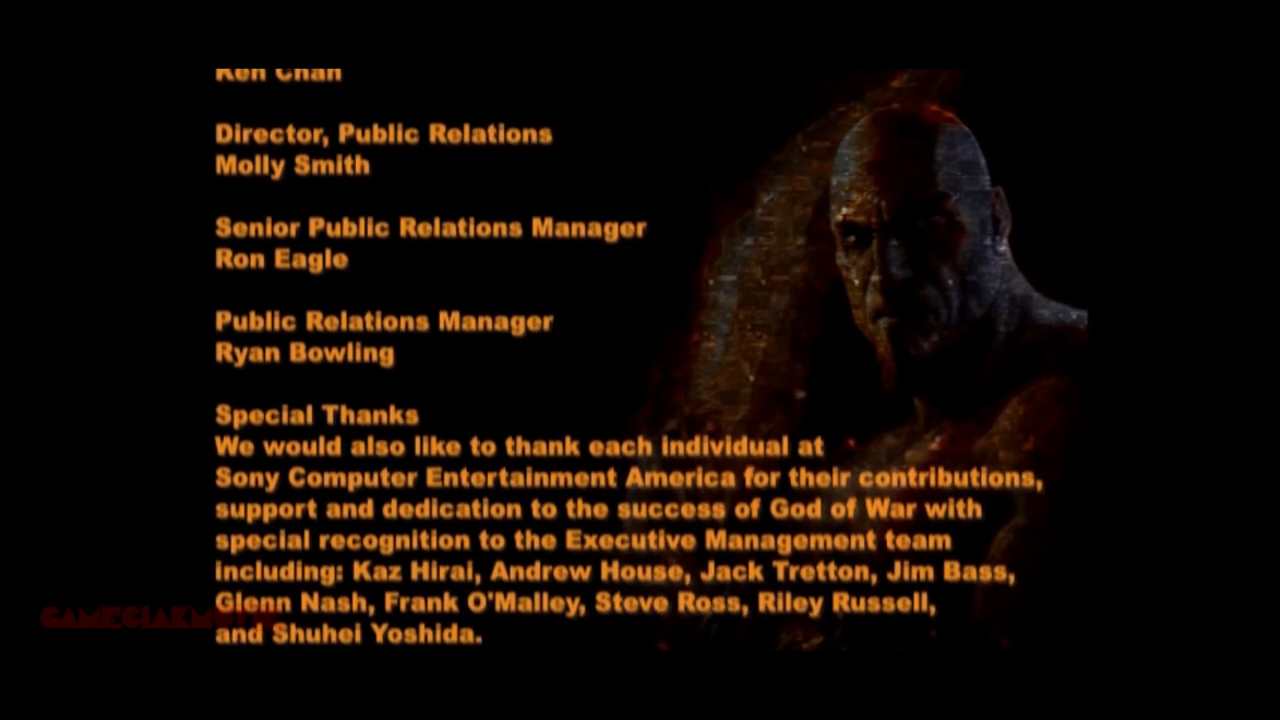 Ken Chan
Director, Public Relations
Molly Smith
Senior Public Relations Manager
Ron Eagle
Public Relations Manager
Ryan Bowling
Special Thanks
We would also like to thank each individual at
Sony Computer Entertainment America for their contributions,
support and dedication to the success of God of War with
special recognition to the Executive Management team
including: Kaz Hirai, Andrew House, Jack Tretton, Jim Bass,
Glenn Nash, Frank O'Malley, Steve Ross, Riley Russell,
and Shuhei Yoshida.